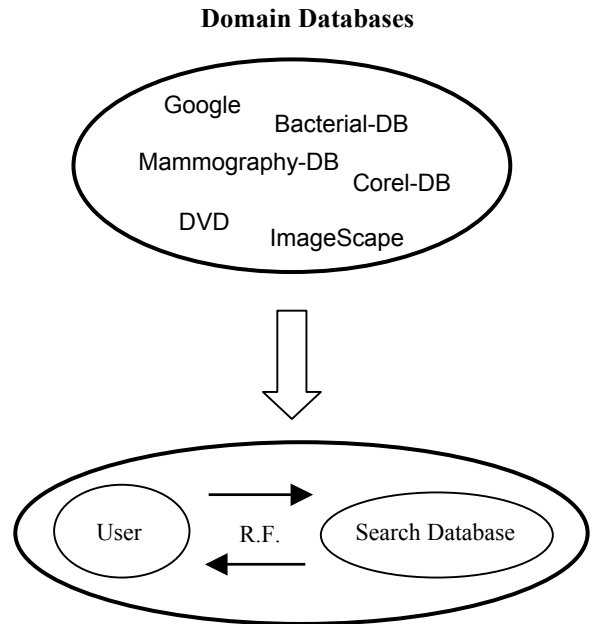 Domain Databases
Google
Bacterial-DB
Mammography-DB
Corel-DB
DVD
ImageScape
User
R.F.
Search Database